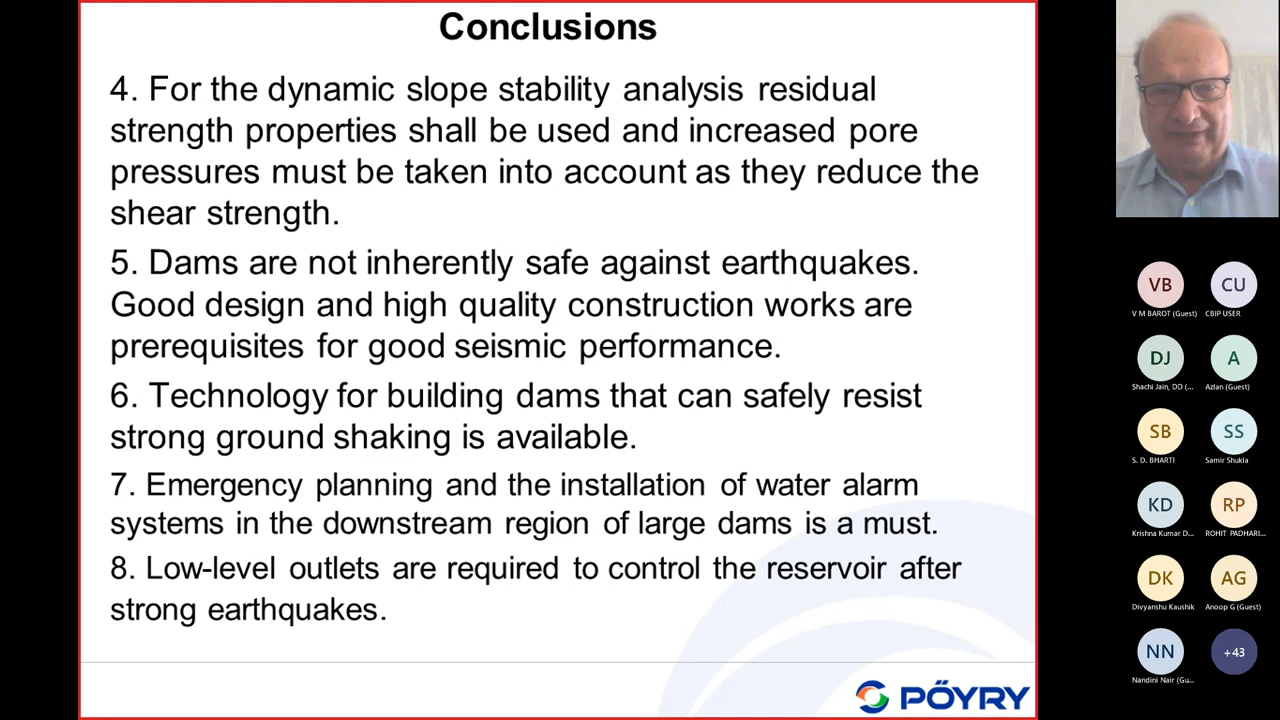 Conclusions
4. For the dynamic slope stability analysis residual
strength properties shall be used and increased pore
pressures must be taken into account as they reduce the
shear strength.
5. Dams are not inherently safe against earthquakes.
Good design and high quality construction works are
prerequisites for good seismic performance.
6. Technology for building dams that can safely resist
strong ground shaking is available.
7. Emergency planning and the installation of water alarm
systems in the downstream region of large dams is a must.
8. Low-level outlets are required to control the reservoir after
strong earthquakes.
PŐYRY
VB CU
V M BAROT (Guest) CBIP USER
DJ A
Shachi Jain, DD (... Azlan (Guest)
SB SS
S. D. BHARTI Samir Shukla
KD RP
Krishna Kumar D... ROHIT PADHARI...
DK AG
Divyanshu Kaushik Anoop G (Guest)
NN +43
Nandini Nair (Gu...